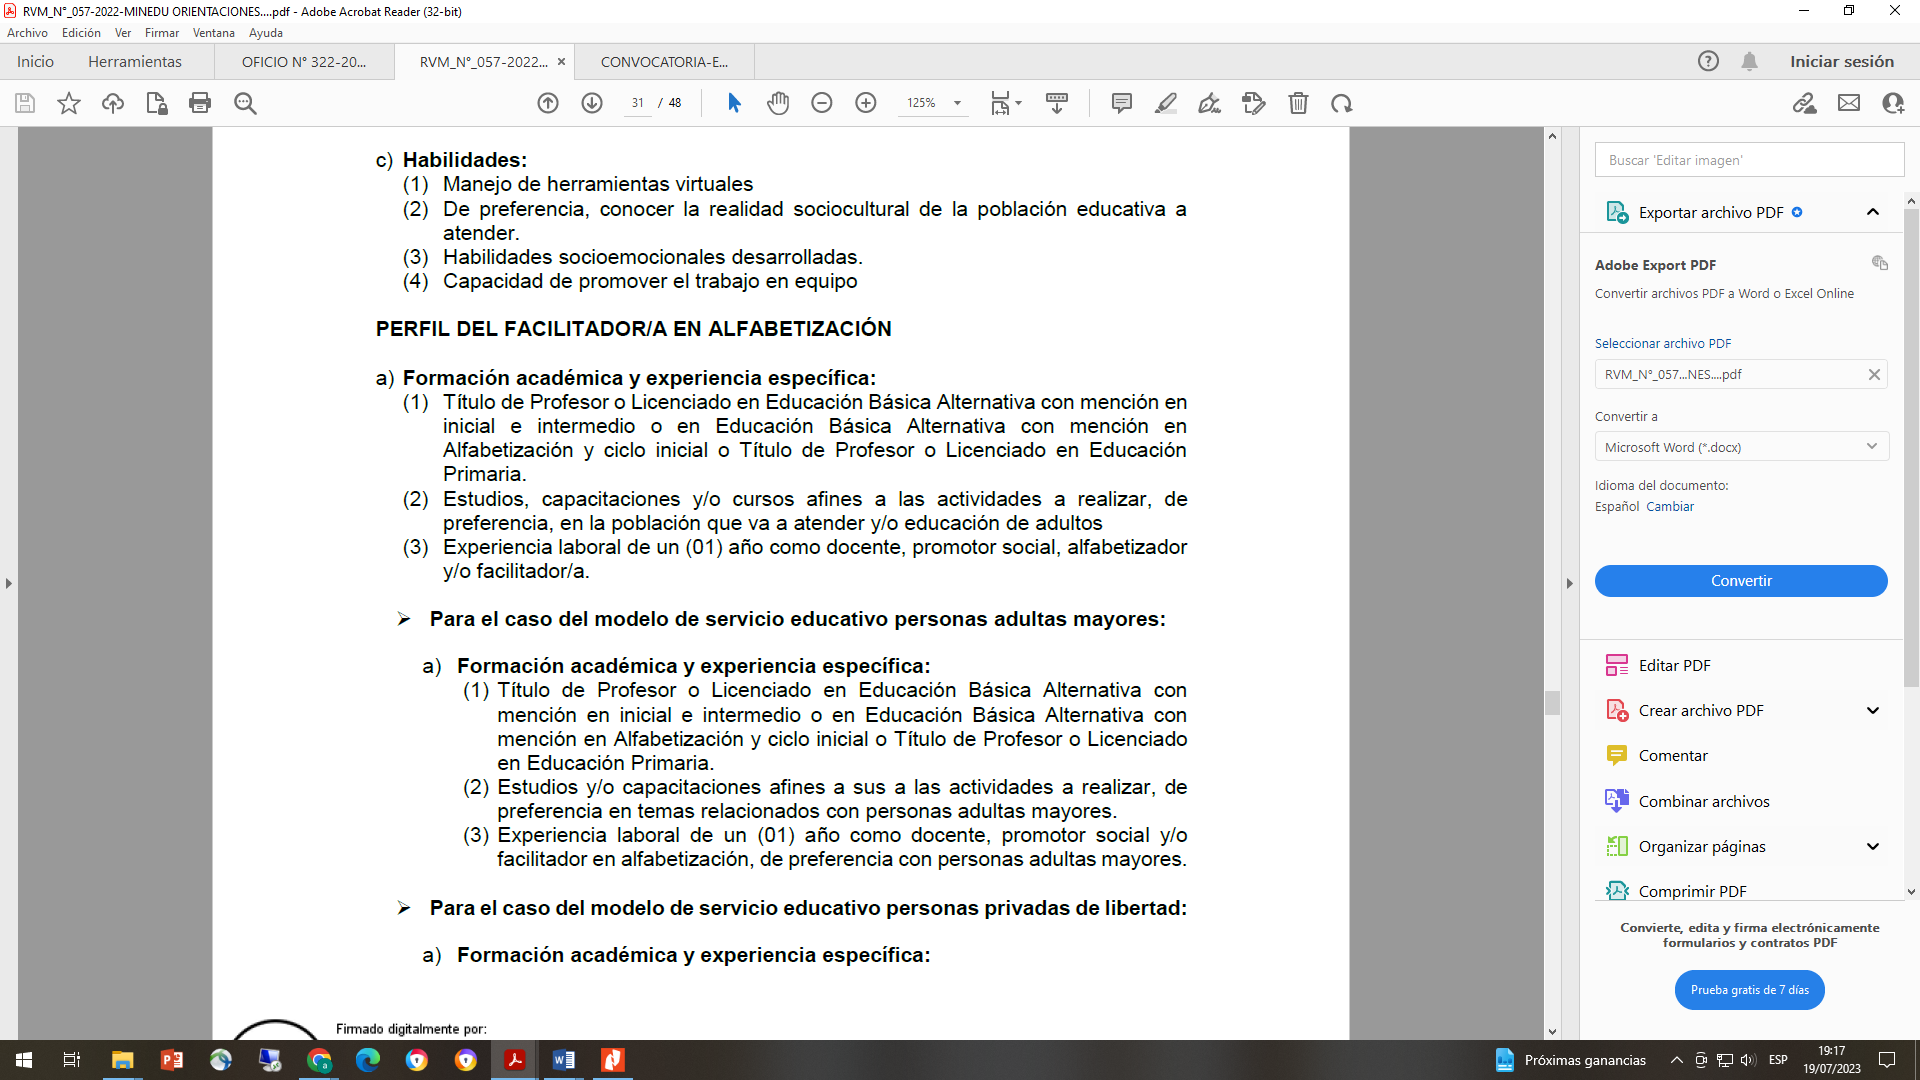 RVM_N°_057-2022-MINEDU ORIENTACIONES....pdf - Adobe Acrobat Reader (32-bit)
Archivo Edición Ver Firmar Ventana Ayuda
Inicio Herramientas OFICIO N° 322-20... RVM_N°_057-2022... CONVOCATORIA-E... Iniciar sesión
31 / 48 125%
c) Habilidades:
(1) Manejo de herramientas virtuales
(2) De preferencia, conocer la realidad sociocultural de la población educativa a
atender.
(3) Habilidades socioemocionales desarrolladas.
(4) Capacidad de promover el trabajo en equipo
PERFIL DEL FACILITADOR/A EN ALFABETIZACIÓN
a) Formación académica y experiencia específica:
(1) Título de Profesor o Licenciado en Educación Básica Alternativa con mención en
inicial e intermedio o en Educación Básica Alternativa con mención en
Alfabetización y ciclo inicial o Título de Profesor o Licenciado en Educación
Primaria.
(2) Estudios, capacitaciones y/o cursos afines a las actividades a realizar, de
preferencia, en la población que va a atender y/o educación de adultos
(3) Experiencia laboral de un (01) año como docente, promotor social, alfabetizador
y/o facilitador/a.
➢ Para el caso del modelo de servicio educativo personas adultas mayores:
a) Formación académica y experiencia específica:
(1) Título de Profesor o Licenciado en Educación Básica Alternativa con
mención en inicial e intermedio o en Educación Básica Alternativa con
mención en Alfabetización y ciclo inicial o Título de Profesor o Licenciado
en Educación Primaria.
(2) Estudios y/o capacitaciones afines a sus a las actividades a realizar, de
preferencia en temas relacionados con personas adultas mayores.
(3) Experiencia laboral de un (01) año como docente, promotor social y/o
facilitador en alfabetización, de preferencia con personas adultas mayores.
➢ Para el caso del modelo de servicio educativo personas privadas de libertad:
a) Formación académica y experiencia específica:
Firmado digitalmente por:
Buscar 'Editar imagen'
Exportar archivo PDF
Adobe Export PDF
Convertir archivos PDF a Word o Excel Online
Seleccionar archivo PDF
RVM_N°_057...NES....pdf
Convertir a
Microsoft Word (*.docx)
Idioma del documento:
Español Cambiar
Convertir
Editar PDF
Crear archivo PDF
Comentar
Combinar archivos
Organizar páginas
Comprimir PDF
Convierte, edita y firma electrónicamente
formularios y contratos PDF
Prueba gratis de 7 días
Próximas ganancias ESP
19:17
19/07/2023